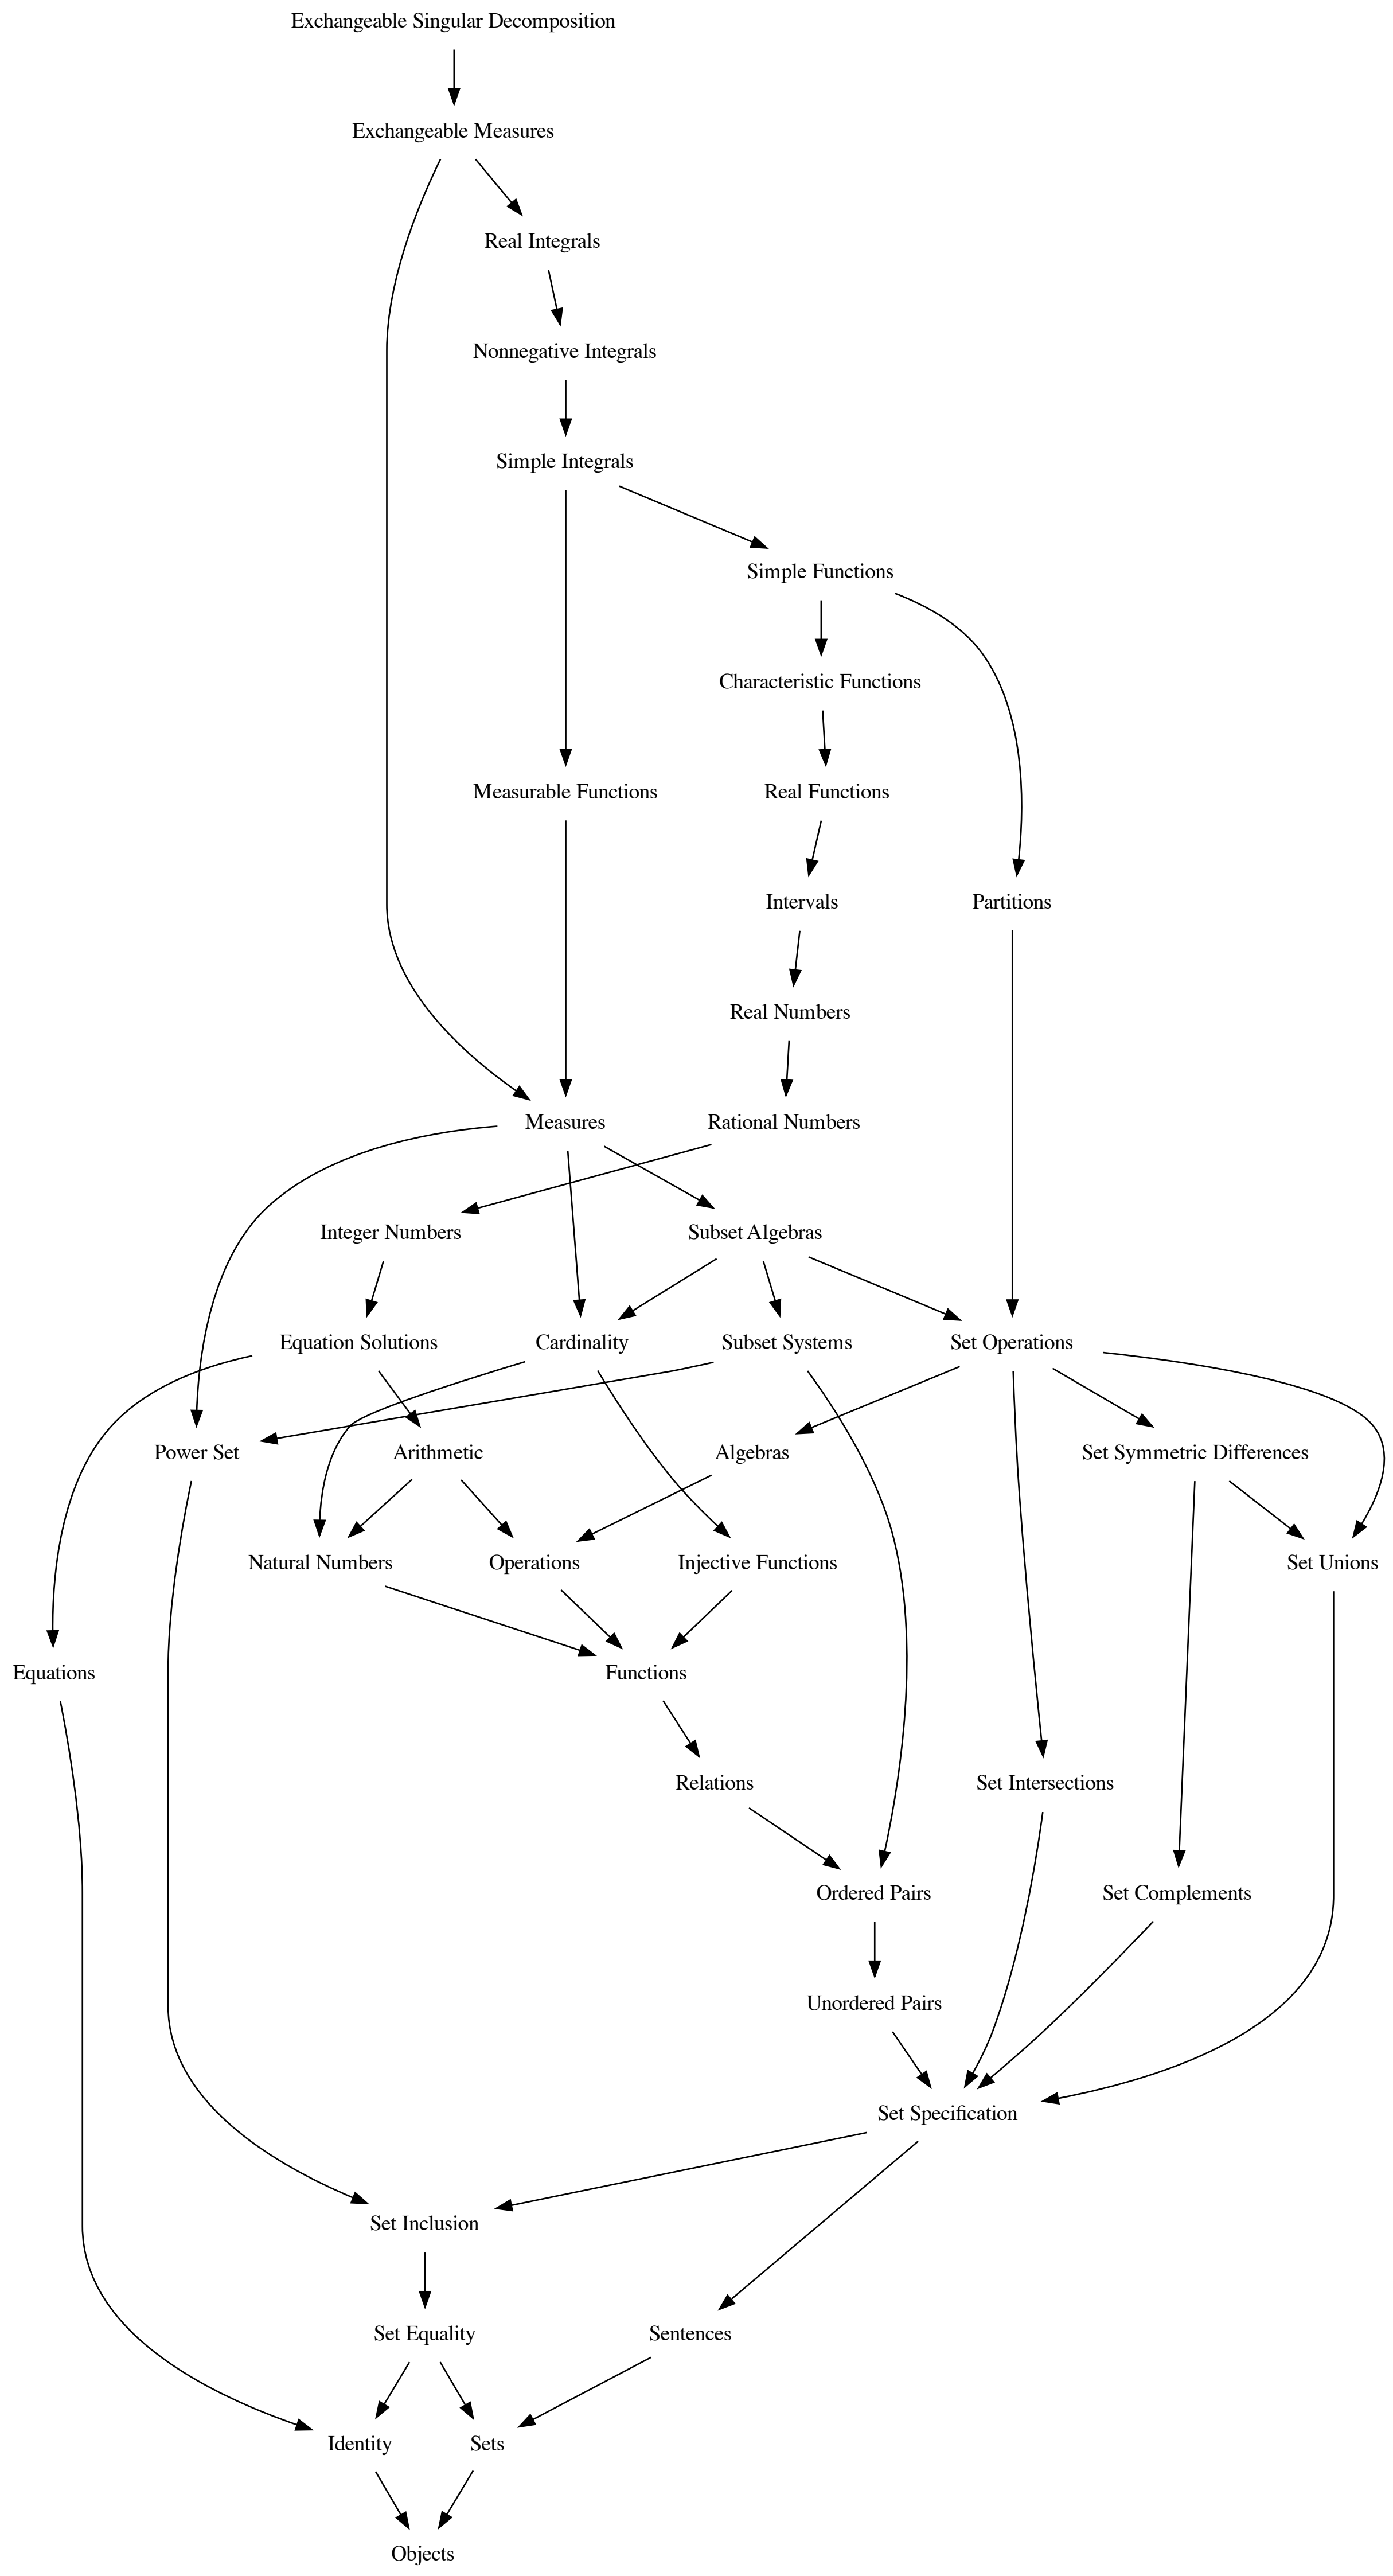 Exchangeable Singular Decomposition
Exchangeable Measures
Real Integrals
Nonnegative Integrals
Simple Integrals
Simple Functions
Characteristic Functions
Measurable Functions
Real Functions
Intervals
Partitions
Real Numbers
Measures
Rational Numbers
Integer Numbers
Subset Algebras
Equation Solutions
Cardinality
Subset Systems
Set Operations
Power Set
Arithmetic
Algebras
Set Symmetric Differences
Natural Numbers
Operations
Injective Functions
Set Unions
Equations
Functions
Relations
Set Intersections
Ordered Pairs
Set Complements
Unordered Pairs
Set Specification
Set Inclusion
Set Equality
Sentences
Identity
Sets
Objects